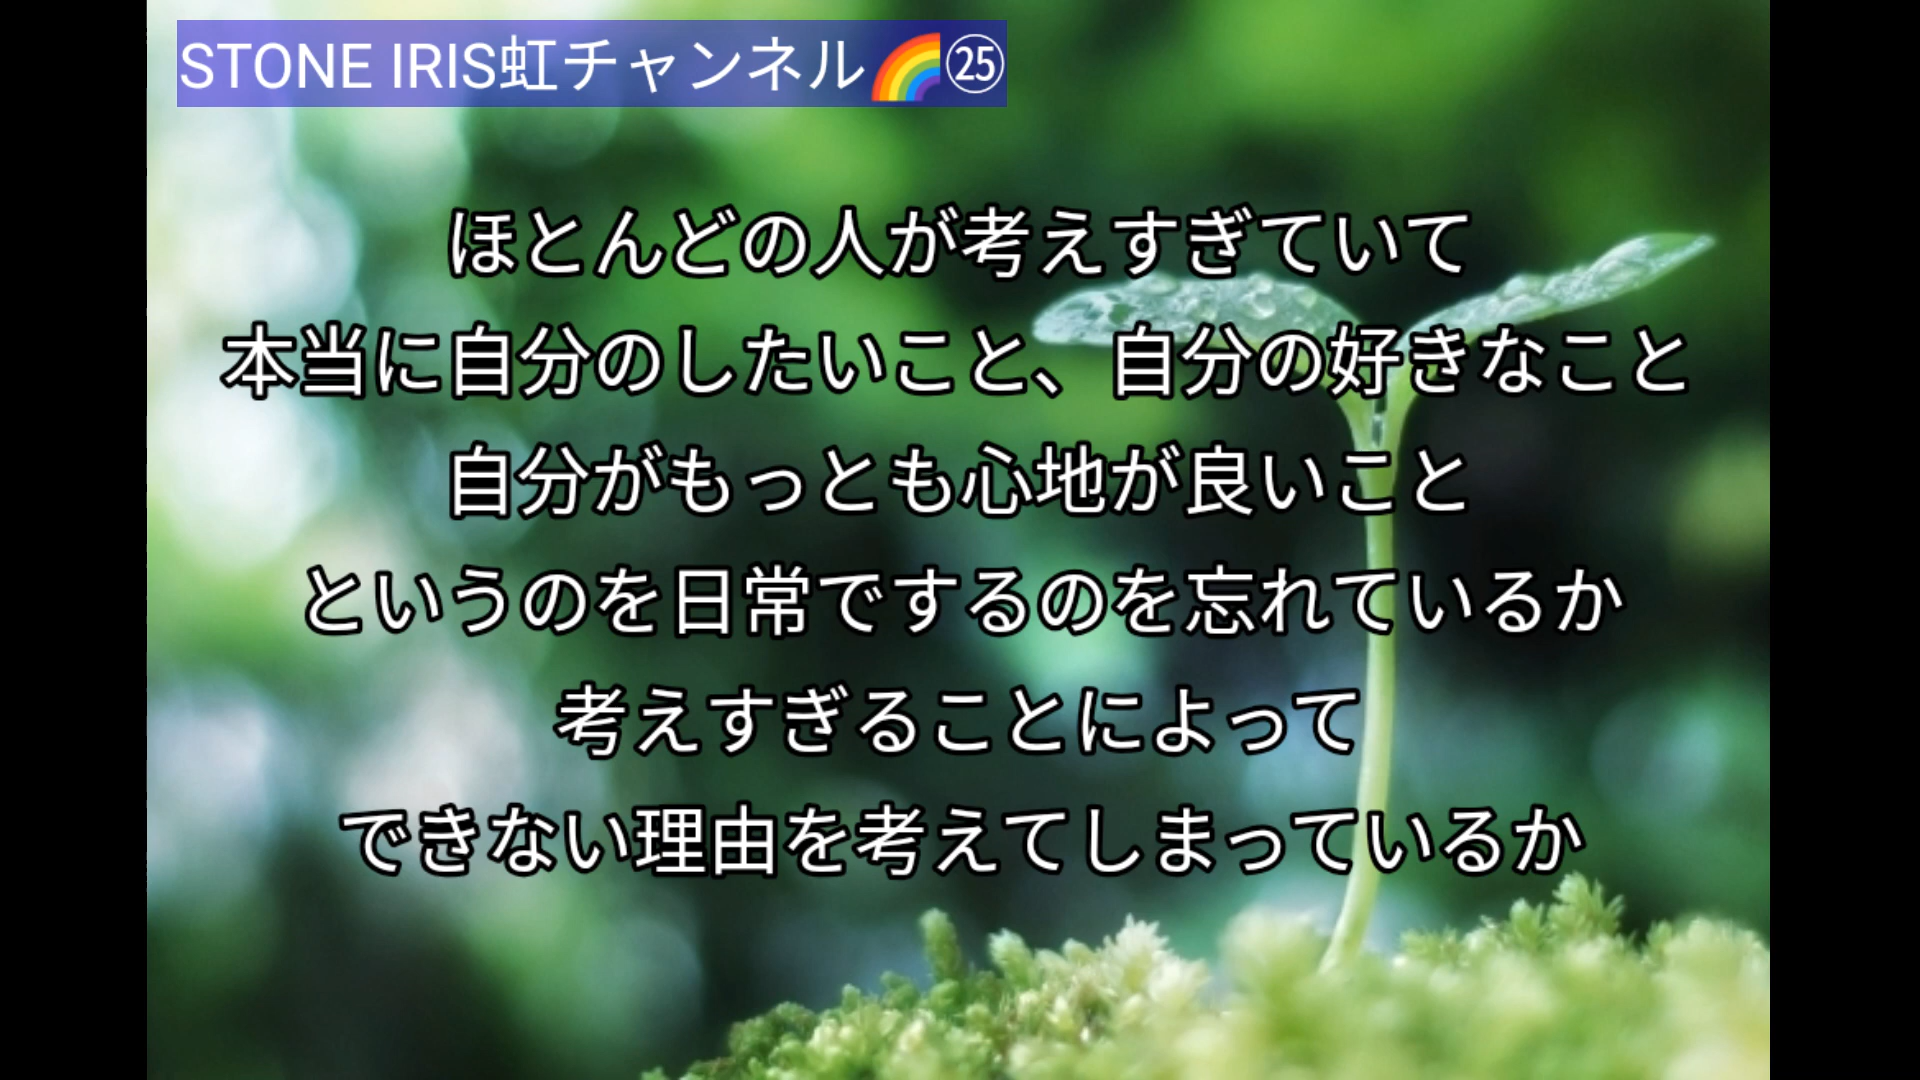 STONE IRIS虹チャンネル🌈㉕
ほとんどの人が考えすぎていて
本当に自分のしたいこと、自分の好きなこと
自分がもっとも心地が良いこと
というのを日常でするのを忘れているか
考えすぎることによって
できない理由を考えてしまっているか